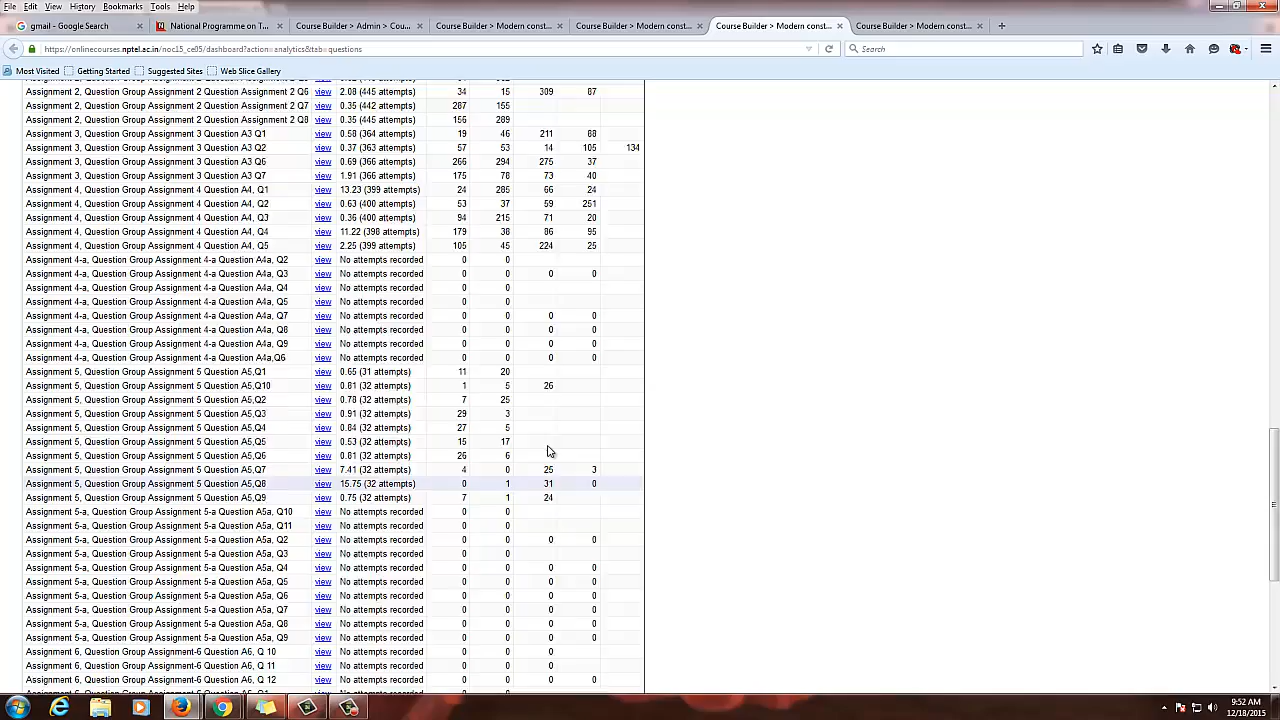 File Edit View History Bookmarks Tools Help
gmail - Google Search × National Programme on T... × Course Builder > Admin > Cou... × Course Builder > Modern const... × Course Builder > Modern const... × Course Builder > Modern const... × Course Builder > Modern const... × +
https://onlinecourses.nptel.ac.in/noc15_ce05/dashboard?action=analytics&tab=questions Search
Most Visited Getting Started Suggested Sites Web Slice Gallery
Assignment 2, Question Group Assignment 2 Question Assignment 2 Q6 view 2.08 (445 attempts) 34 15 309 87
Assignment 2, Question Group Assignment 2 Question Assignment 2 Q7 view 0.35 (442 attempts) 287 155
Assignment 2, Question Group Assignment 2 Question Assignment 2 Q8 view 0.35 (445 attempts) 156 289
Assignment 3, Question Group Assignment 3 Question A3 Q1 view 0.58 (364 attempts) 19 46 211 88
Assignment 3, Question Group Assignment 3 Question A3 Q2 view 0.37 (363 attempts) 57 53 14 105 134
Assignment 3, Question Group Assignment 3 Question A3 Q6 view 0.69 (366 attempts) 266 294 275 37
Assignment 3, Question Group Assignment 3 Question A3 Q7 view 1.91 (366 attempts) 175 78 73 40
Assignment 4, Question Group Assignment 4 Question A4, Q1 view 13.23 (399 attempts) 24 285 66 24
Assignment 4, Question Group Assignment 4 Question A4, Q2 view 0.63 (400 attempts) 53 37 59 251
Assignment 4, Question Group Assignment 4 Question A4, Q3 view 0.36 (400 attempts) 94 215 71 20
Assignment 4, Question Group Assignment 4 Question A4, Q4 view 11.22 (398 attempts) 179 38 86 95
Assignment 4, Question Group Assignment 4 Question A4, Q5 view 2.25 (399 attempts) 105 45 224 25
Assignment 4-a, Question Group Assignment 4-a Question A4a, Q2 view No attempts recorded 0 0
Assignment 4-a, Question Group Assignment 4-a Question A4a, Q3 view No attempts recorded 0 0 0 0
Assignment 4-a, Question Group Assignment 4-a Question A4a, Q4 view No attempts recorded 0 0
Assignment 4-a, Question Group Assignment 4-a Question A4a, Q5 view No attempts recorded 0 0
Assignment 4-a, Question Group Assignment 4-a Question A4a, Q7 view No attempts recorded 0 0 0 0
Assignment 4-a, Question Group Assignment 4-a Question A4a, Q8 view No attempts recorded 0 0 0 0
Assignment 4-a, Question Group Assignment 4-a Question A4a, Q9 view No attempts recorded 0 0 0 0
Assignment 4-a, Question Group Assignment 4-a Question A4a,Q6 view No attempts recorded 0 0 0 0
Assignment 5, Question Group Assignment 5 Question A5,Q1 view 0.65 (31 attempts) 11 20
Assignment 5, Question Group Assignment 5 Question A5,Q10 view 0.81 (32 attempts) 1 5 26
Assignment 5, Question Group Assignment 5 Question A5,Q2 view 0.78 (32 attempts) 7 25
Assignment 5, Question Group Assignment 5 Question A5,Q3 view 0.91 (32 attempts) 29 3
Assignment 5, Question Group Assignment 5 Question A5,Q4 view 0.84 (32 attempts) 27 5
Assignment 5, Question Group Assignment 5 Question A5,Q5 view 0.53 (32 attempts) 15 17
Assignment 5, Question Group Assignment 5 Question A5,Q6 view 0.81 (32 attempts) 26 6
Assignment 5, Question Group Assignment 5 Question A5,Q7 view 7.41 (32 attempts) 4 0 25 3
Assignment 5, Question Group Assignment 5 Question A5,Q8 view 15.75 (32 attempts) 0 1 31 0
Assignment 5, Question Group Assignment 5 Question A5,Q9 view 0.75 (32 attempts) 7 1 24
Assignment 5-a, Question Group Assignment 5-a Question A5a, Q10 view No attempts recorded 0 0
Assignment 5-a, Question Group Assignment 5-a Question A5a, Q11 view No attempts recorded 0 0
Assignment 5-a, Question Group Assignment 5-a Question A5a, Q2 view No attempts recorded 0 0 0 0
Assignment 5-a, Question Group Assignment 5-a Question A5a, Q3 view No attempts recorded 0 0
Assignment 5-a, Question Group Assignment 5-a Question A5a, Q4 view No attempts recorded 0 0 0 0
Assignment 5-a, Question Group Assignment 5-a Question A5a, Q5 view No attempts recorded 0 0 0 0
Assignment 5-a, Question Group Assignment 5-a Question A5a, Q6 view No attempts recorded 0 0 0 0
Assignment 5-a, Question Group Assignment 5-a Question A5a, Q7 view No attempts recorded 0 0 0 0
Assignment 5-a, Question Group Assignment 5-a Question A5a, Q8 view No attempts recorded 0 0 0 0
Assignment 5-a, Question Group Assignment 5-a Question A5a, Q9 view No attempts recorded 0 0 0 0
Assignment 6, Question Group Assignment-6 Question A6, Q 10 view No attempts recorded 0 0 0 0
Assignment 6, Question Group Assignment-6 Question A6, Q 11 view No attempts recorded 0 0 0 0
Assignment 6, Question Group Assignment-6 Question A6, Q 12 view No attempts recorded 0 0 0 0
9:52 AM
12/18/2015